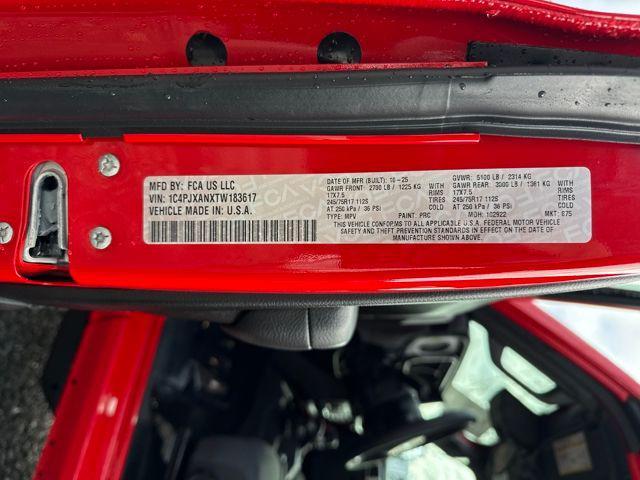 MFD BY: FCA US LLC
VIN: 1C4PJXANXTW183617
VEHICLE MADE IN U.S.A.
DATE OF MFR (BUILT): 10-25
GVWR: 5100 LB / 2314 KG
GAWR FRONT: 2700 LB / 1225 KG WITH
17X7.5 RIMS
245/75R17 112S TIRES
AT 250 kPa / 36 PSI COLD
GAWR REAR: 3000 LB / 1361 KG WITH
17X7.5 RIMS
245/75R17 112S TIRES
AT 250 kPa / 36 PSI COLD
TYPE: MPV PAINT: PRC MDH: 102922 MKT: 875
THIS VEHICLE CONFORMS TO ALL APPLICABLE U.S.A. FEDERAL MOTOR VEHICLE
SAFETY AND THEFT PREVENTION STANDARDS IN EFFECT ON THE DATE OF
MANUFACTURE SHOWN ABOVE.